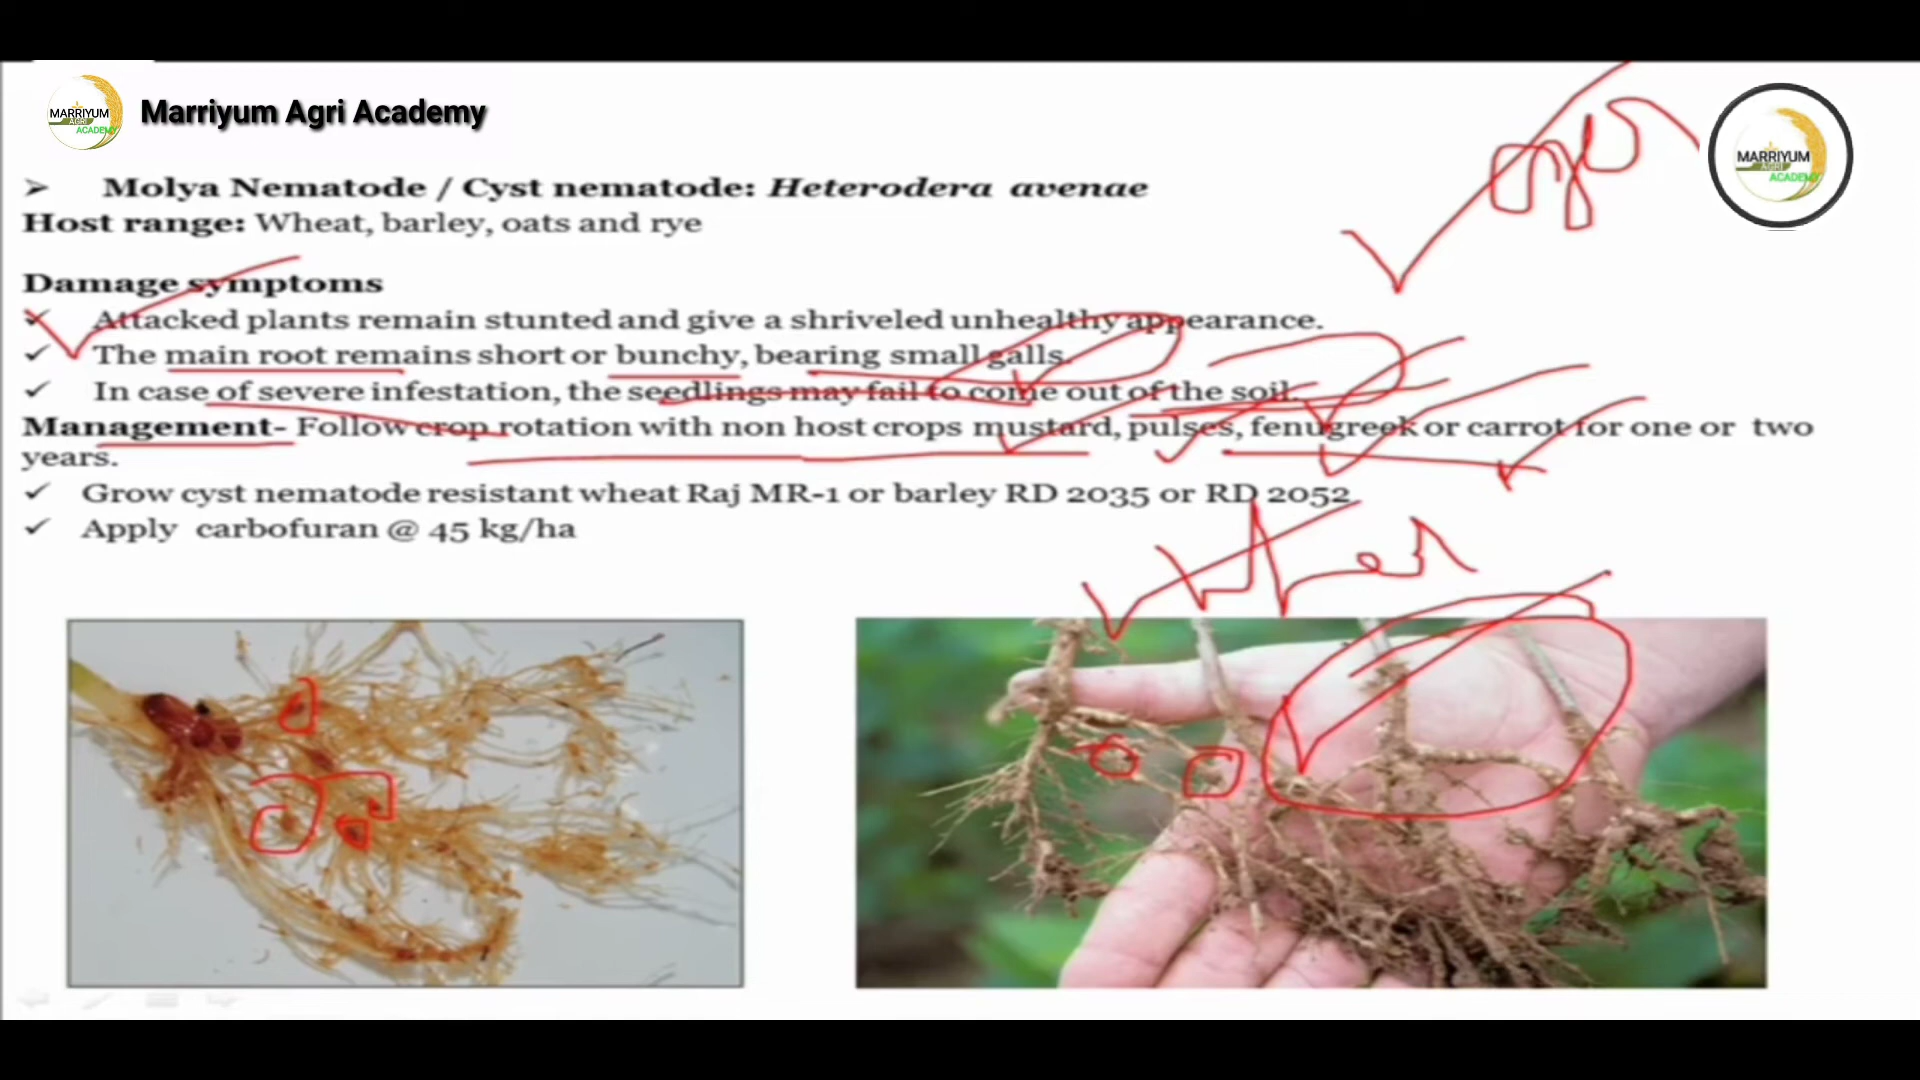 MARRIYUM
AGRI
ACADEMY
Marriyum Agri Academy
MARRIYUM
AGRI
ACADEMY
➢ Molya Nematode / Cyst nematode: Heterodera avenae
Host range: Wheat, barley, oats and rye
Damage symptoms
✓ Attacked plants remain stunted and give a shriveled unhealthy appearance.
✓ The main root remains short or bunchy, bearing small galls.
✓ In case of severe infestation, the seedlings may fail to come out of the soil.
Management- Follow crop rotation with non host crops mustard, pulses, fenugreek or carrot for one or two
years.
✓ Grow cyst nematode resistant wheat Raj MR-1 or barley RD 2035 or RD 2052
✓ Apply carbofuran @ 45 kg/ha